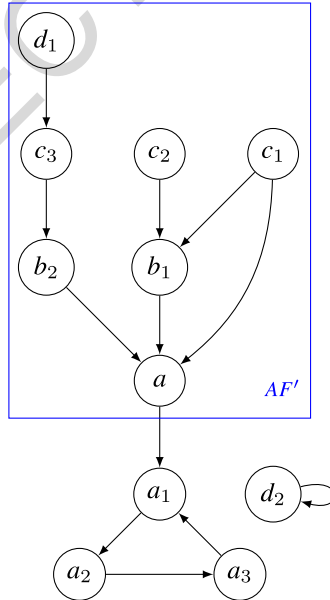 d₁
c₃ c₂ c₁
b₂ b₁
a
AF′
a₁ d₂
a₂ a₃